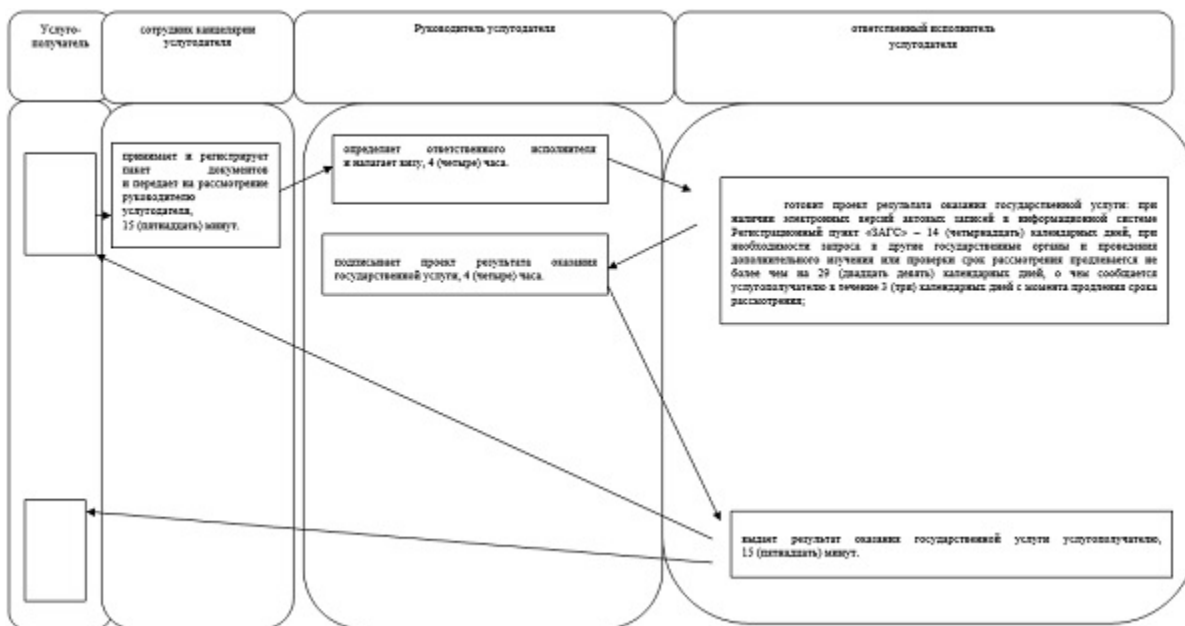 Услуго-
получатель
сотрудник канцелярии
услугодателя
Руководитель услугодателя
ответственный исполнитель
услугодателя
принимает и регистрирует
пакет документов
и передает на рассмотрение
руководителю
услугодателя,
15 (пятнадцать) минут.
определяет ответственного исполнителя
и налагает визу, 4 (четыре) часа.
готовит проект результата оказания государственной услуги: при
наличии электронных версий актовых записей в информационной системе
Регистрационный пункт «ЗАГС» – 14 (четырнадцать) календарных дней, при
необходимости запроса в другие государственные органы и проведения
дополнительного изучения или проверки срок рассмотрения продлевается не
более чем на 29 (двадцать девять) календарных дней, о чем сообщается
услугополучателю в течение 3 (три) календарных дней с момента продления срока
рассмотрения;
подписывает проект результата оказания
государственной услуги, 4 (четыре) часа.
выдает результат оказания государственной услуги услугополучателю,
15 (пятнадцать) минут.